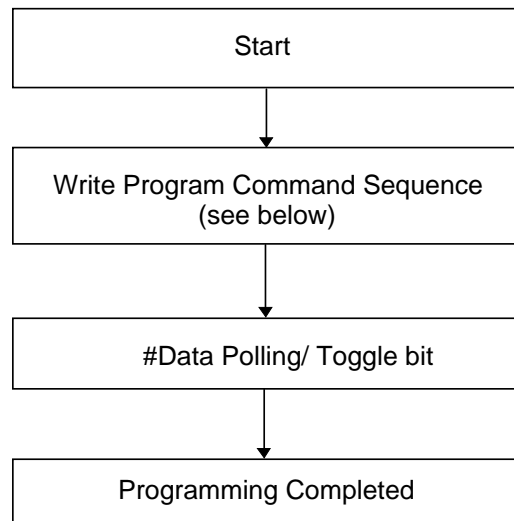 Start
Write Program Command Sequence
(see below)
#Data Polling/ Toggle bit
Programming Completed